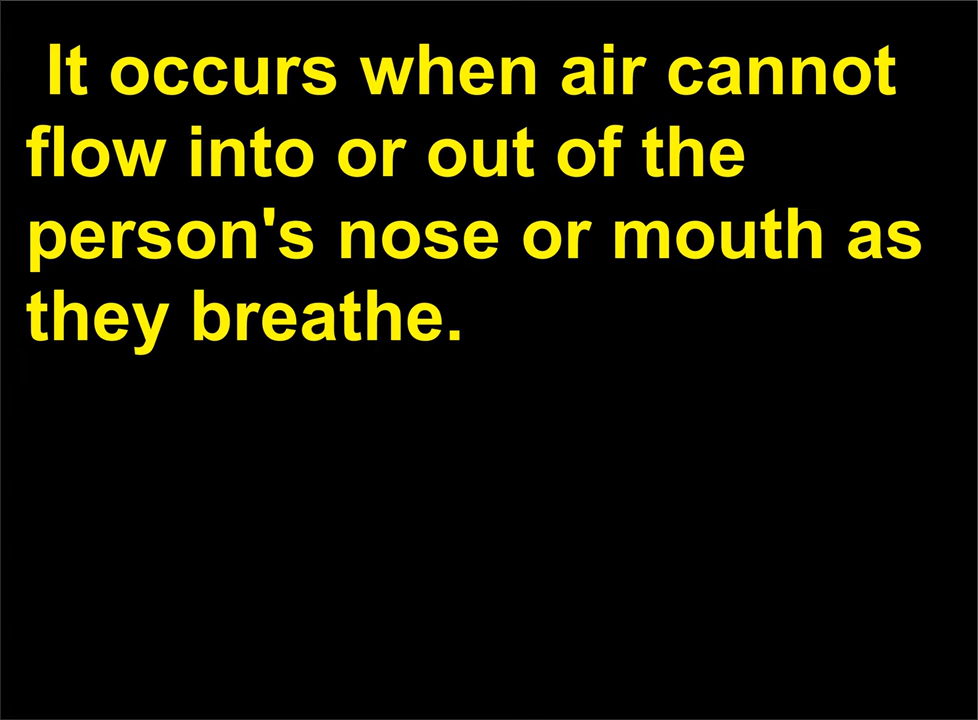 It occurs when air cannot
flow into or out of the
person's nose or mouth as
they breathe.